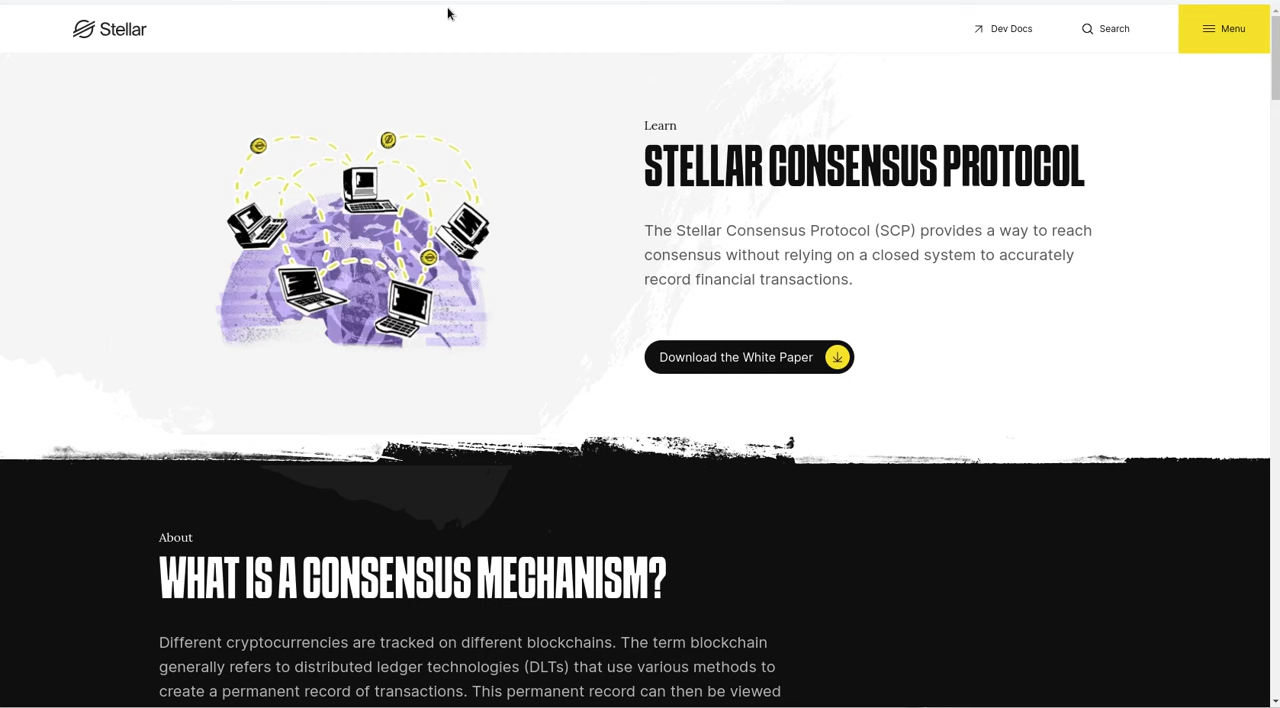 Stellar
Dev Docs
Search
Menu
Learn
STELLAR CONSENSUS PROTOCOL
The Stellar Consensus Protocol (SCP) provides a way to reach
consensus without relying on a closed system to accurately
record financial transactions.
Download the White Paper
About
WHAT IS A CONSENSUS MECHANISM?
Different cryptocurrencies are tracked on different blockchains. The term blockchain
generally refers to distributed ledger technologies (DLTs) that use various methods to
create a permanent record of transactions. This permanent record can then be viewed